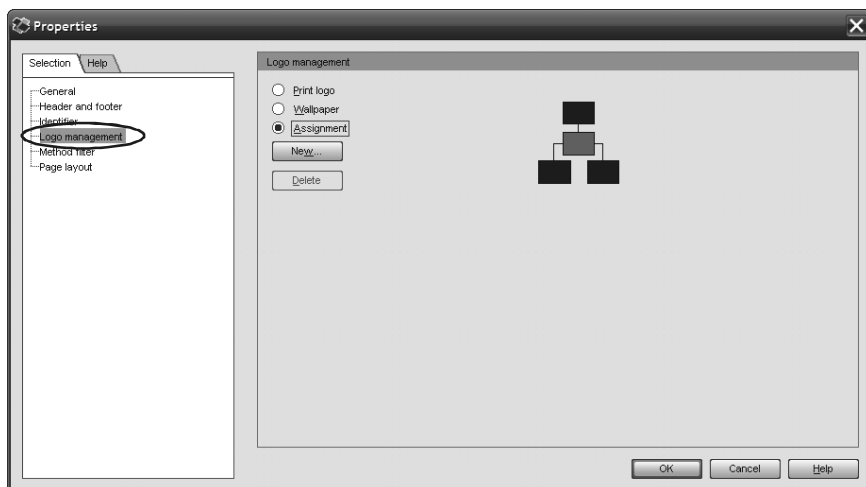 Properties
Selection Help
General
Header and footer
Identifier
Logo management
Method filter
Page layout
Logo management
Print logo
Wallpaper
Assignment
New...
Delete
OK Cancel Help